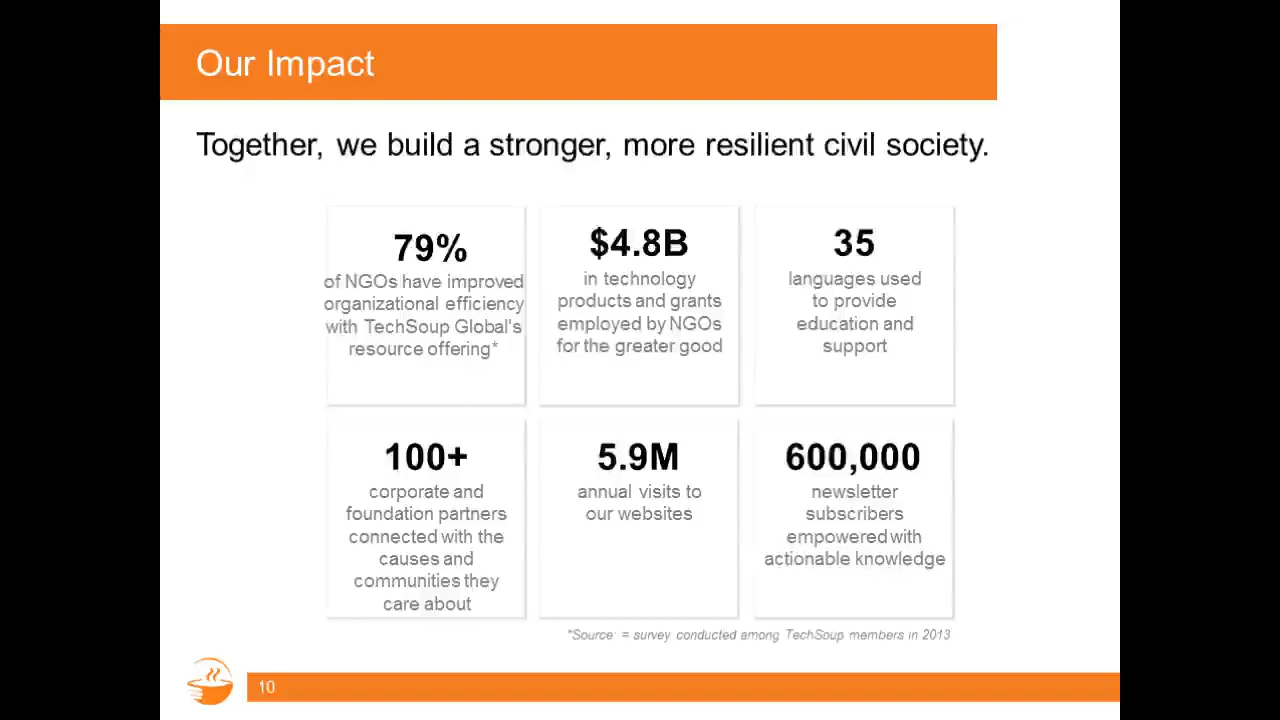 Our Impact
Together, we build a stronger, more resilient civil society.
79%
of NGOs have improved
organizational efficiency
with TechSoup Global's
resource offering*
$4.8B
in technology
products and grants
employed by NGOs
for the greater good
35
languages used
to provide
education and
support
100+
corporate and
foundation partners
connected with the
causes and
communities they
care about
5.9M
annual visits to
our websites
600,000
newsletter
subscribers
empowered with
actionable knowledge
*Source: = survey conducted among TechSoup members in 2013
10